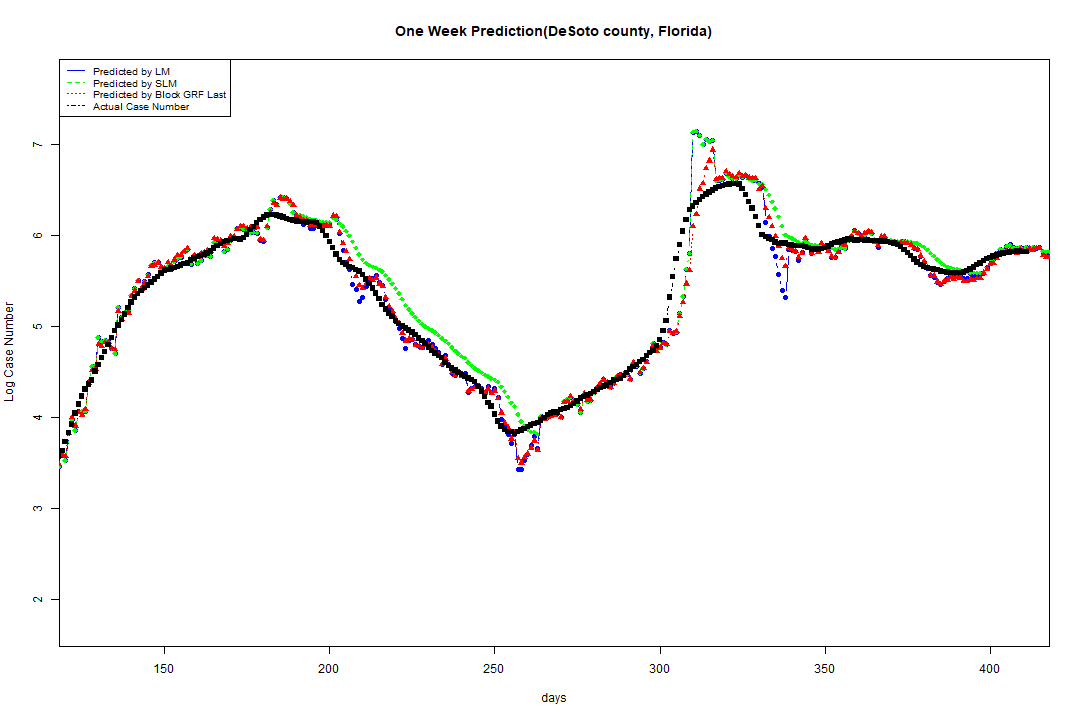 One Week Prediction(DeSoto county, Florida)
Predicted by LM
Predicted by SLM
Predicted by Block GRF Last
Actual Case Number
7
6
5
4
3
2
Log Case Number
150 200 250 300 350 400
days